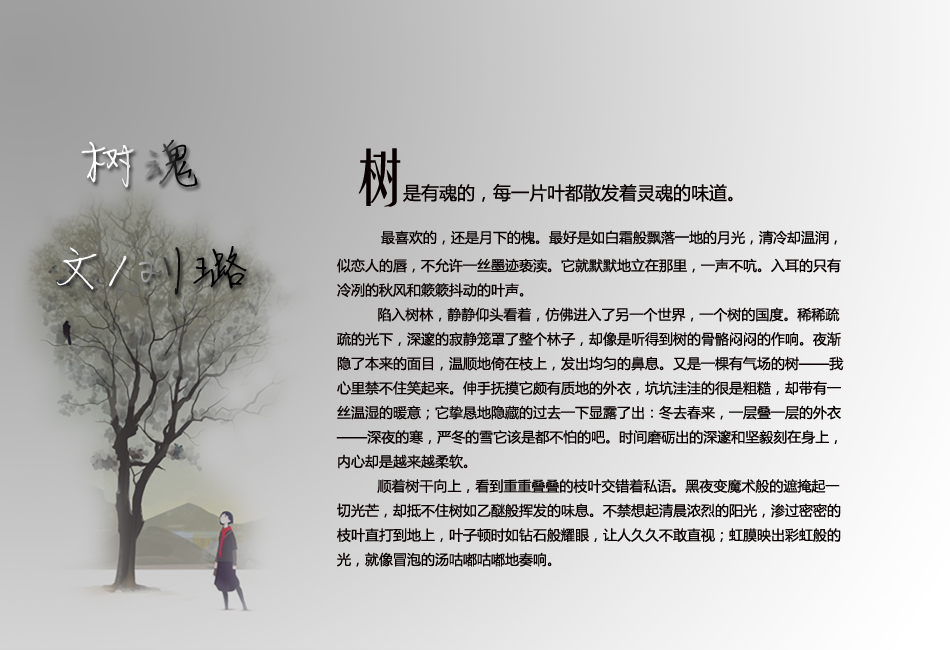 树魂
文/刘璐
树是有魂的，每一片叶都散发着灵魂的味道。
最喜欢的，还是月下的槐。最好是如白霜般飘落一地的月光，清冷却温润，
似恋人的唇，不允许一丝墨迹亵渎。它就默默地立在那里，一声不吭。入耳的只有
冷冽的秋风和簌簌抖动的叶声。
陷入树林，静静仰头看着，仿佛进入了另一个世界，一个树的国度。稀稀疏
疏的光下，深邃的寂静笼罩了整个林子，却像是听得到树的骨骼闷闷的作响。夜渐
隐了本来的面目，温顺地倚在枝上，发出均匀的鼻息。又是一棵有气场的树——我
心里禁不住笑起来。伸手抚摸它颇有质地的外衣，坑坑洼洼的很是粗糙，却带有一
丝温湿的暖意；它挚恳地隐藏的过去一下显露了出：冬去春来，一层叠一层的外衣
——深夜的寒，严冬的雪它该是都不怕的吧。时间磨砺出的深邃和坚毅刻在身上，
内心却是越来越柔软。
顺着树干向上，看到重重叠叠的枝叶交错着私语。黑夜变魔术般的遮掩起一
切光芒，却抵不住树如乙醚般挥发的味息。不禁想起清晨浓烈的阳光，渗过密密的
枝叶直打到地上，叶子顿时如钻石般耀眼，让人久久不敢直视；虹膜映出彩虹般的
光，就像冒泡的汤咕嘟咕嘟地奏响。